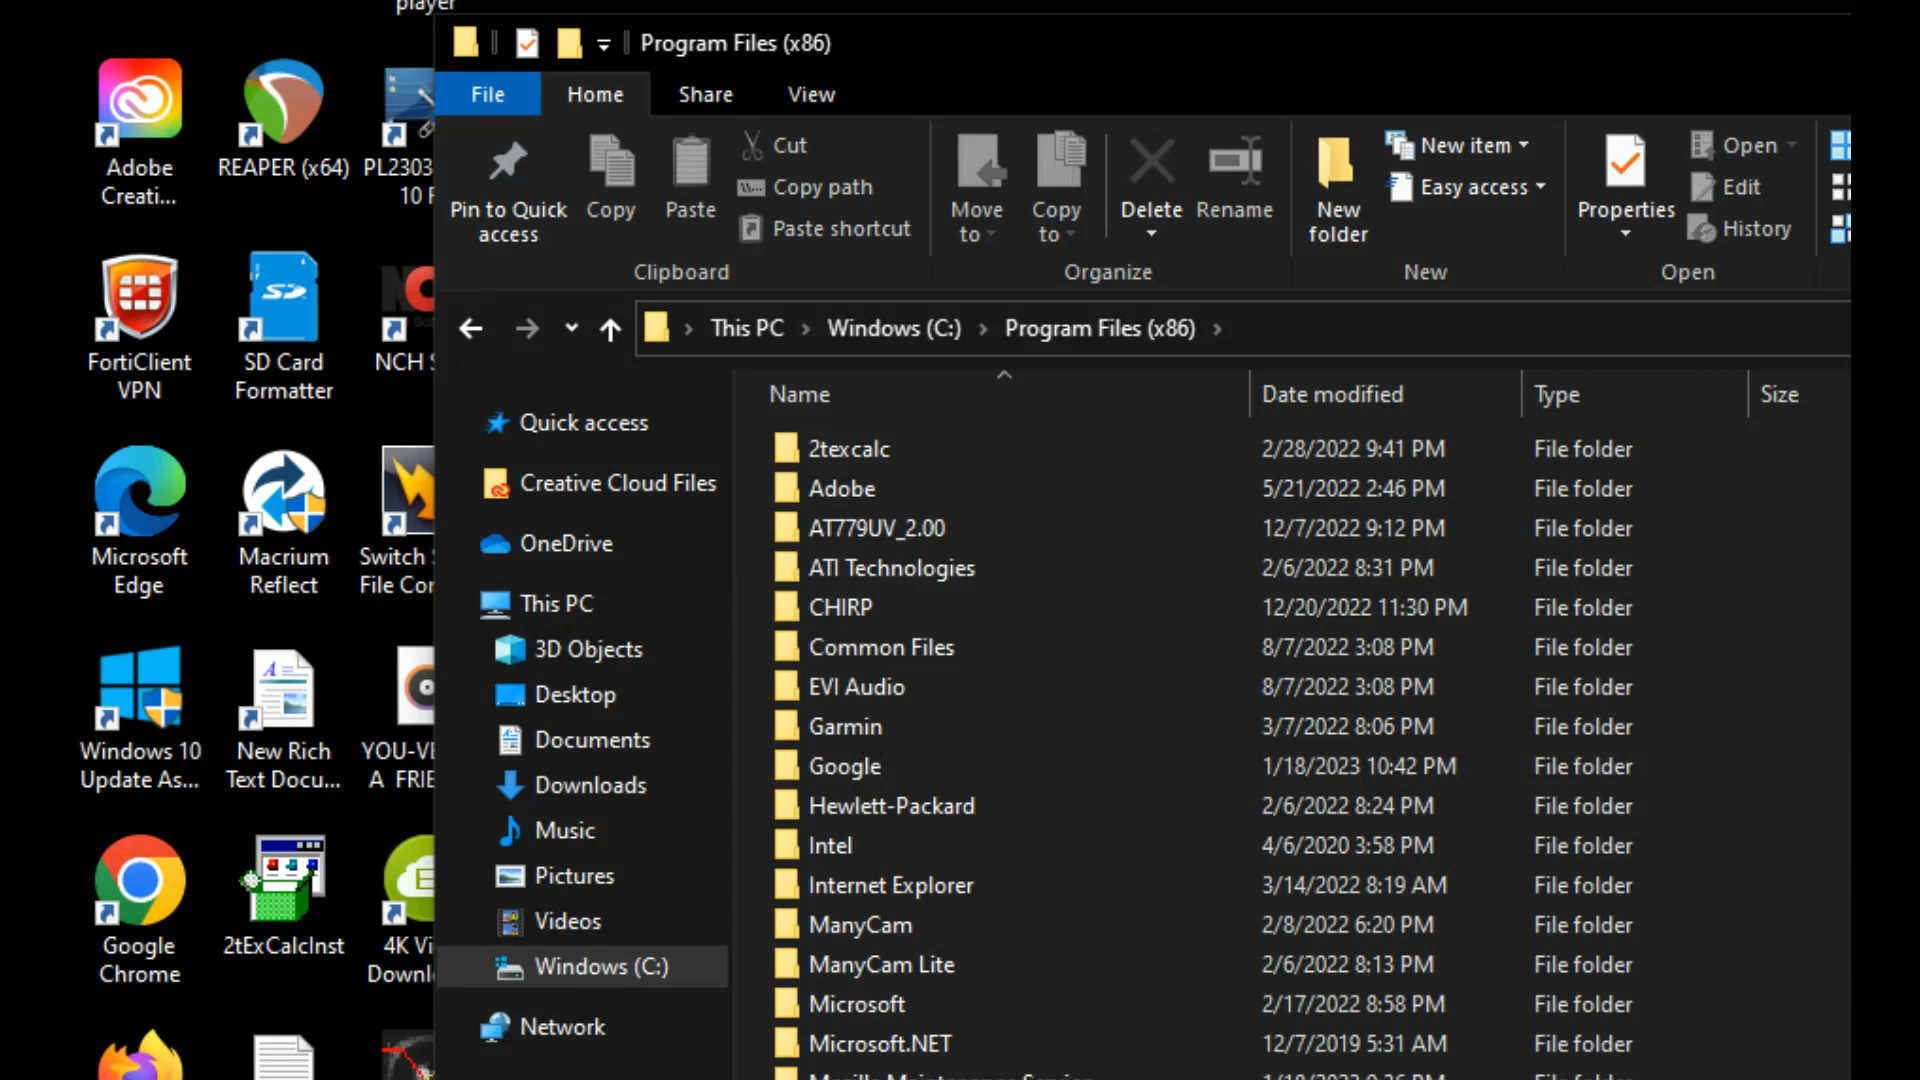 player
Adobe
Creati...
REAPER (x64)
PL2303
10
FortiClient
VPN
SD Card
Formatter
NCH
Microsoft
Edge
Macrium
Reflect
Switch
File Cor
Windows 10
Update As...
New Rich
Text Docu...
YOU-VE
A FRIE
Google
Chrome
2tExCalcInst
4K Vi
Downl
Program Files (x86)
File
Home
Share
View
Pin to Quick
access
Copy
Paste
Cut
Copy path
Paste shortcut
Clipboard
Move
to
Copy
to
Delete
Rename
Organize
New
folder
New item
Easy access
New
Properties
Open
Edit
History
Open
This PC
Windows (C:)
Program Files (x86)
Quick access
Creative Cloud Files
OneDrive
This PC
3D Objects
Desktop
Documents
Downloads
Music
Pictures
Videos
Windows (C:)
Network
Name Date modified Type Size
2texcalc 2/28/2022 9:41 PM File folder
Adobe 5/21/2022 2:46 PM File folder
AT779UV_2.00 12/7/2022 9:12 PM File folder
ATI Technologies 2/6/2022 8:31 PM File folder
CHIRP 12/20/2022 11:30 PM File folder
Common Files 8/7/2022 3:08 PM File folder
EVI Audio 8/7/2022 3:08 PM File folder
Garmin 3/7/2022 8:06 PM File folder
Google 1/18/2023 10:42 PM File folder
Hewlett-Packard 2/6/2022 8:24 PM File folder
Intel 4/6/2020 3:58 PM File folder
Internet Explorer 3/14/2022 8:19 AM File folder
ManyCam 2/8/2022 6:20 PM File folder
ManyCam Lite 2/6/2022 8:13 PM File folder
Microsoft 2/17/2022 8:58 PM File folder
Microsoft.NET 12/7/2019 5:31 AM File folder